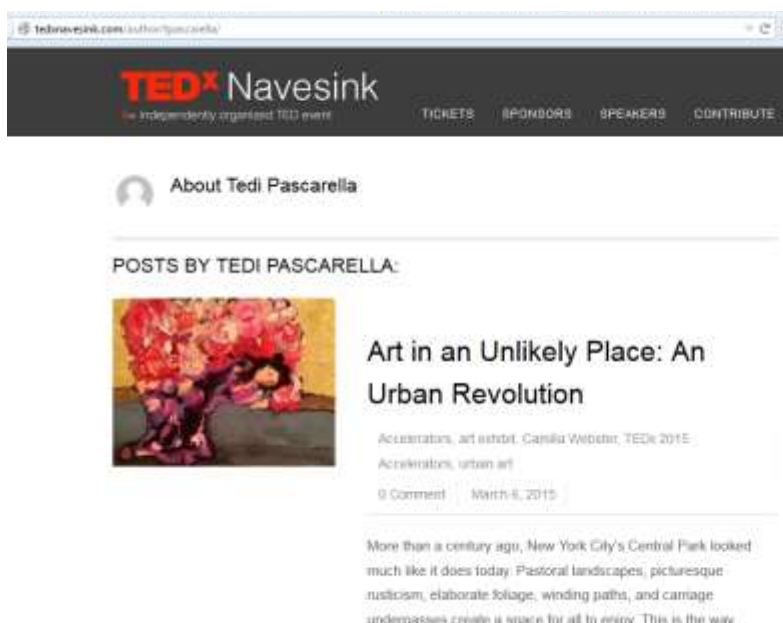 tedxnavesink.com/author/tpascarella/
TEDx Navesink
independently organized TED event
TICKETS SPONSORS SPEAKERS CONTRIBUTE
About Tedi Pascarella
POSTS BY TEDI PASCARELLA:
Art in an Unlikely Place: An
Urban Revolution
Accelerators, art exhibit, Camilla Webster, TEDx 2015
Accelerators, urban art
0 Comment March 6, 2015
More than a century ago, New York City's Central Park looked
much like it does today. Pastoral landscapes, picturesque
rusticism, elaborate foliage, winding paths, and carriage
underpasses create a space for all to enjoy. This is the way